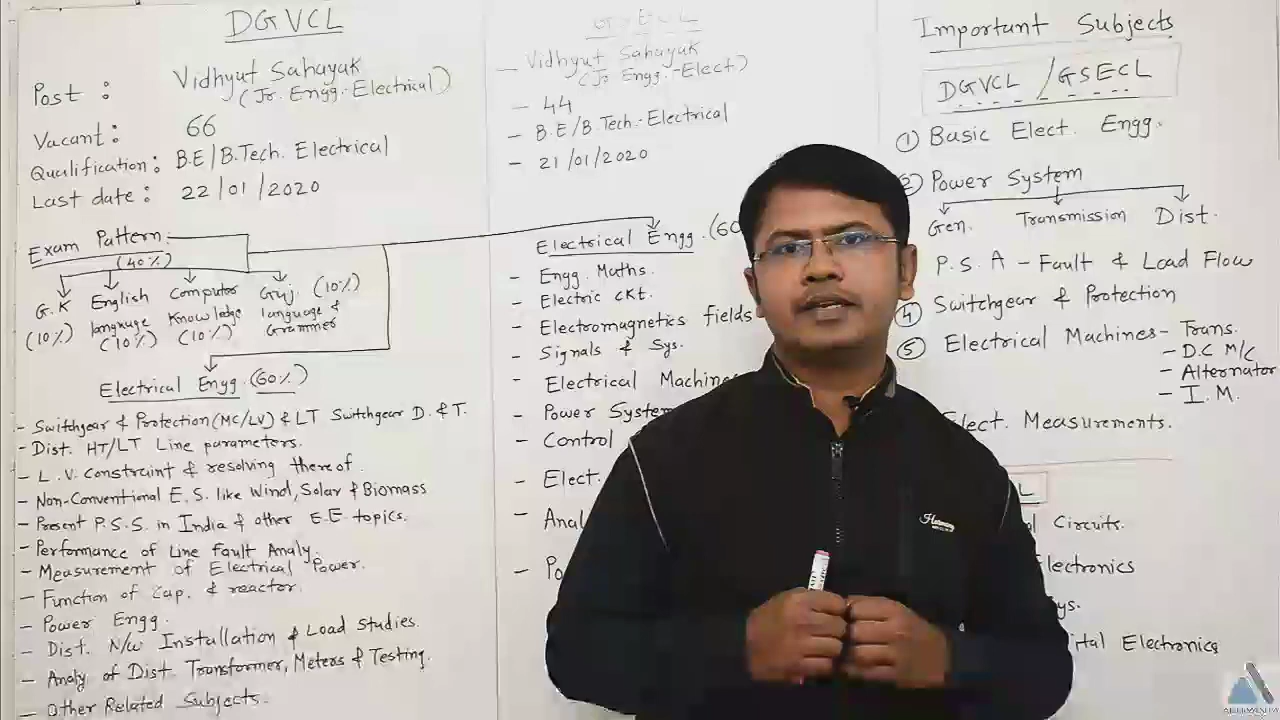 DGVCL
Post : Vidhyut Sahayak
(Jr. Engg.-Electrical)
Vacant : 66
Qualification : B.E/B.Tech. Electrical
Last date : 22/01/2020
Exam Pattern:
(40%)
G.K
(10%)
English
language
(10%)
Computer
Knowledge
(10%)
Guj. (10%)
language &
Grammer
Electrical Engg. (60%)
- Switchgear & Protection (MC/LV) & LT Switchgear D. & T.
- Dist. HT/LT Line parameters.
- L.V. Constraint & resolving thereof.
- Non-Conventional E.S. like Wind, Solar & Biomass
- Present P.S.S. in India & other E.E topics.
- Performance of Line Fault Analy.
- Measurement of Electrical Power.
- Function of Cap. & reactor.
- Power Engg.
- Dist. N/W Installation & Load Studies.
- Analy of Dist. Transformer, Meters & Testing.
- Other Related Subjects.
GSECL
- Vidhyut Sahayak
(Jr. Engg.-Elect)
- 44
- B.E/B.Tech.-Electrical
- 21/01/2020
Electrical Engg. (60
- Engg. Maths.
- Electric CKt.
- Electromagnetics fields
- Signals & Sys.
- Electrical Machine
- Power System
- Control
- Elect.
- Anal
- Po
Important Subjects
DGVCL / GSECL
① Basic Elect. Engg.
② Power System
Gen. Transmission Dist.
P.S.A - Fault & Load Flow
④ Switchgear & Protection
⑤ Electrical Machines - Trans.
- D.C M/C
- Alternator
- I.M.
lect. Measurements.
L
l Circuits.
lectronics
ys.
ital Electronics